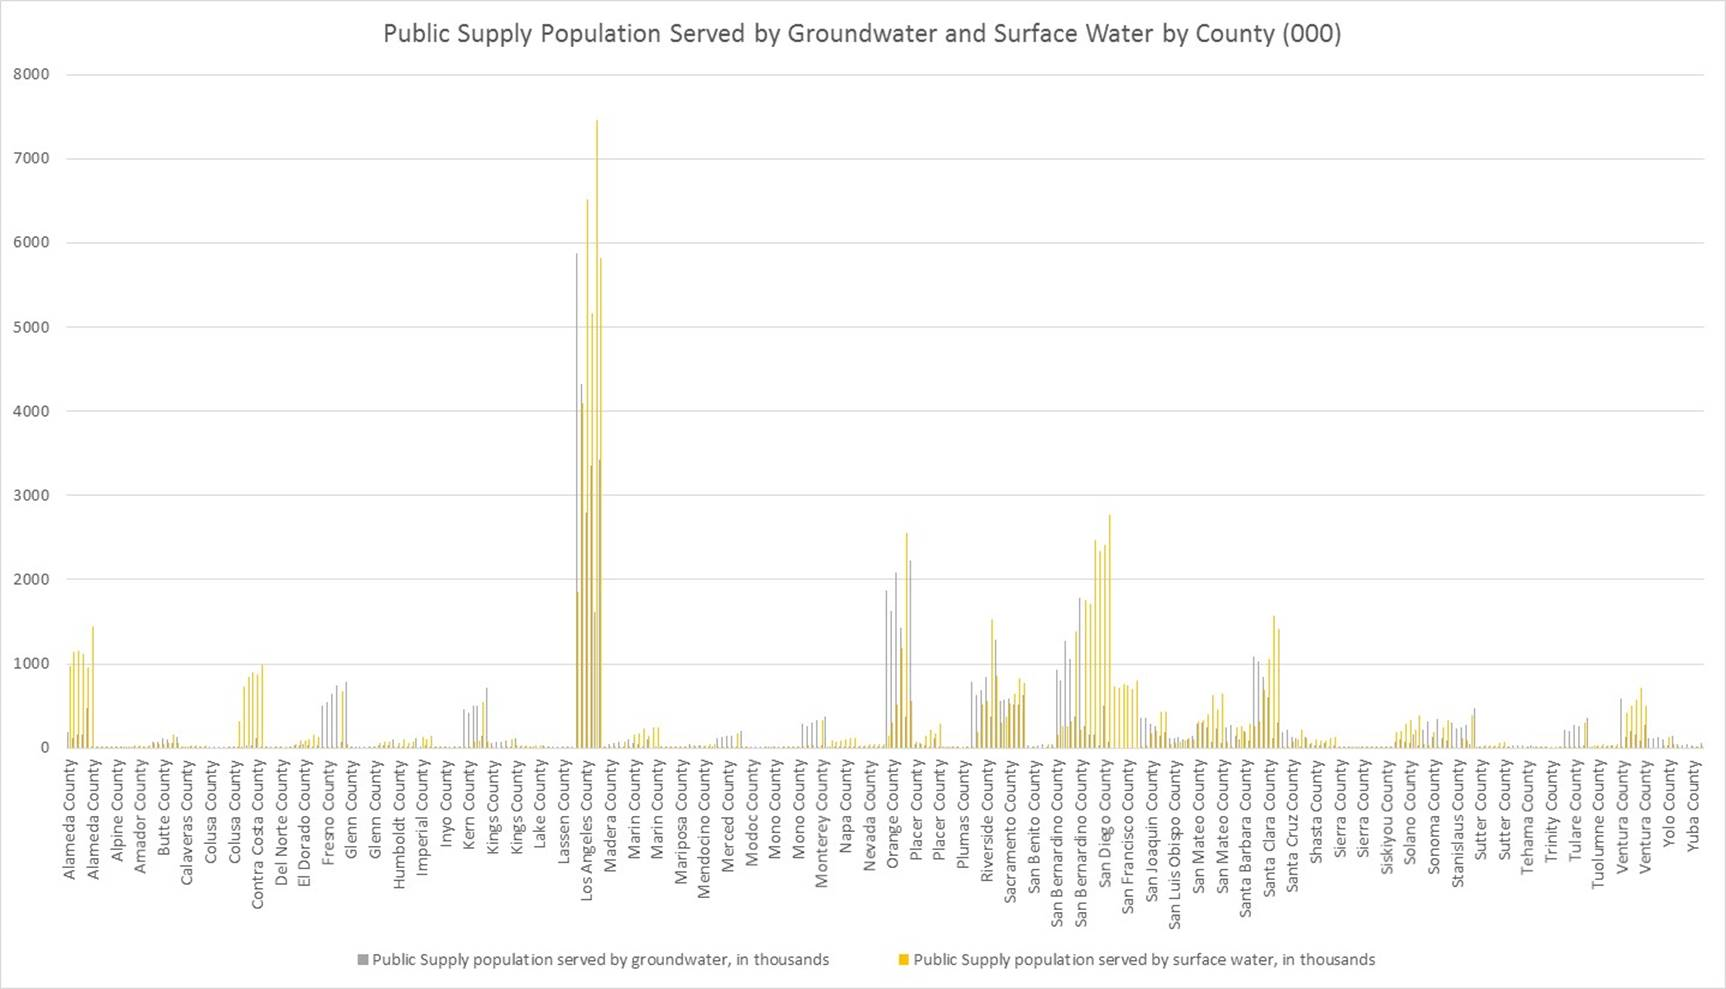 Public Supply Population Served by Groundwater and Surface Water by County (000)
8000
7000
6000
5000
4000
3000
2000
1000
0
Alameda County
Alameda County
Alpine County
Amador County
Butte County
Calaveras County
Colusa County
Colusa County
Contra Costa County
Del Norte County
El Dorado County
Fresno County
Glenn County
Glenn County
Humboldt County
Imperial County
Inyo County
Kern County
Kings County
Kings County
Lake County
Lassen County
Los Angeles County
Madera County
Marin County
Marin County
Mariposa County
Mendocino County
Merced County
Modoc County
Mono County
Mono County
Monterey County
Napa County
Nevada County
Orange County
Placer County
Placer County
Plumas County
Riverside County
Sacramento County
San Benito County
San Bernardino County
San Bernardino County
San Diego County
San Francisco County
San Joaquin County
San Luis Obispo County
San Mateo County
San Mateo County
Santa Barbara County
Santa Clara County
Santa Cruz County
Shasta County
Sierra County
Sierra County
Siskiyou County
Solano County
Sonoma County
Stanislaus County
Sutter County
Sutter County
Tehama County
Trinity County
Tulare County
Tuolumne County
Ventura County
Ventura County
Yolo County
Yuba County
Public Supply population served by groundwater, in thousands
Public Supply population served by surface water, in thousands